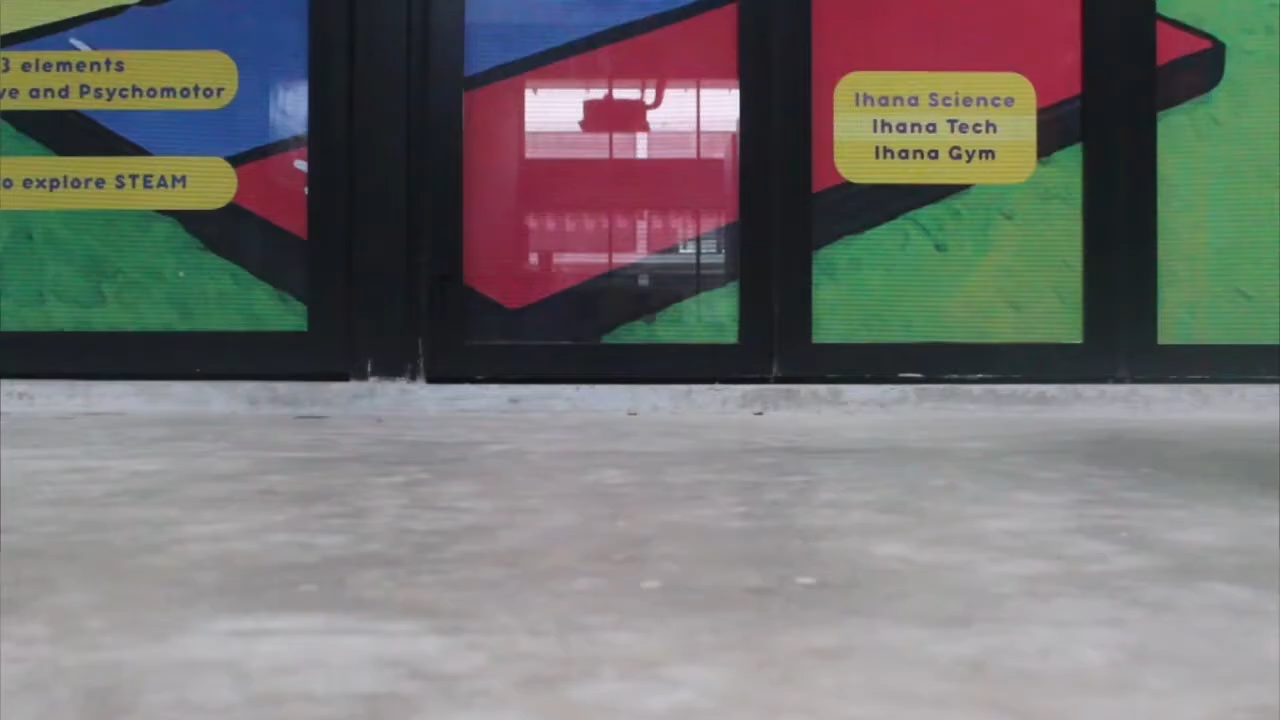 3 elements
ve and Psychomotor
o explore STEAM
Ihana Science
Ihana Tech
Ihana Gym